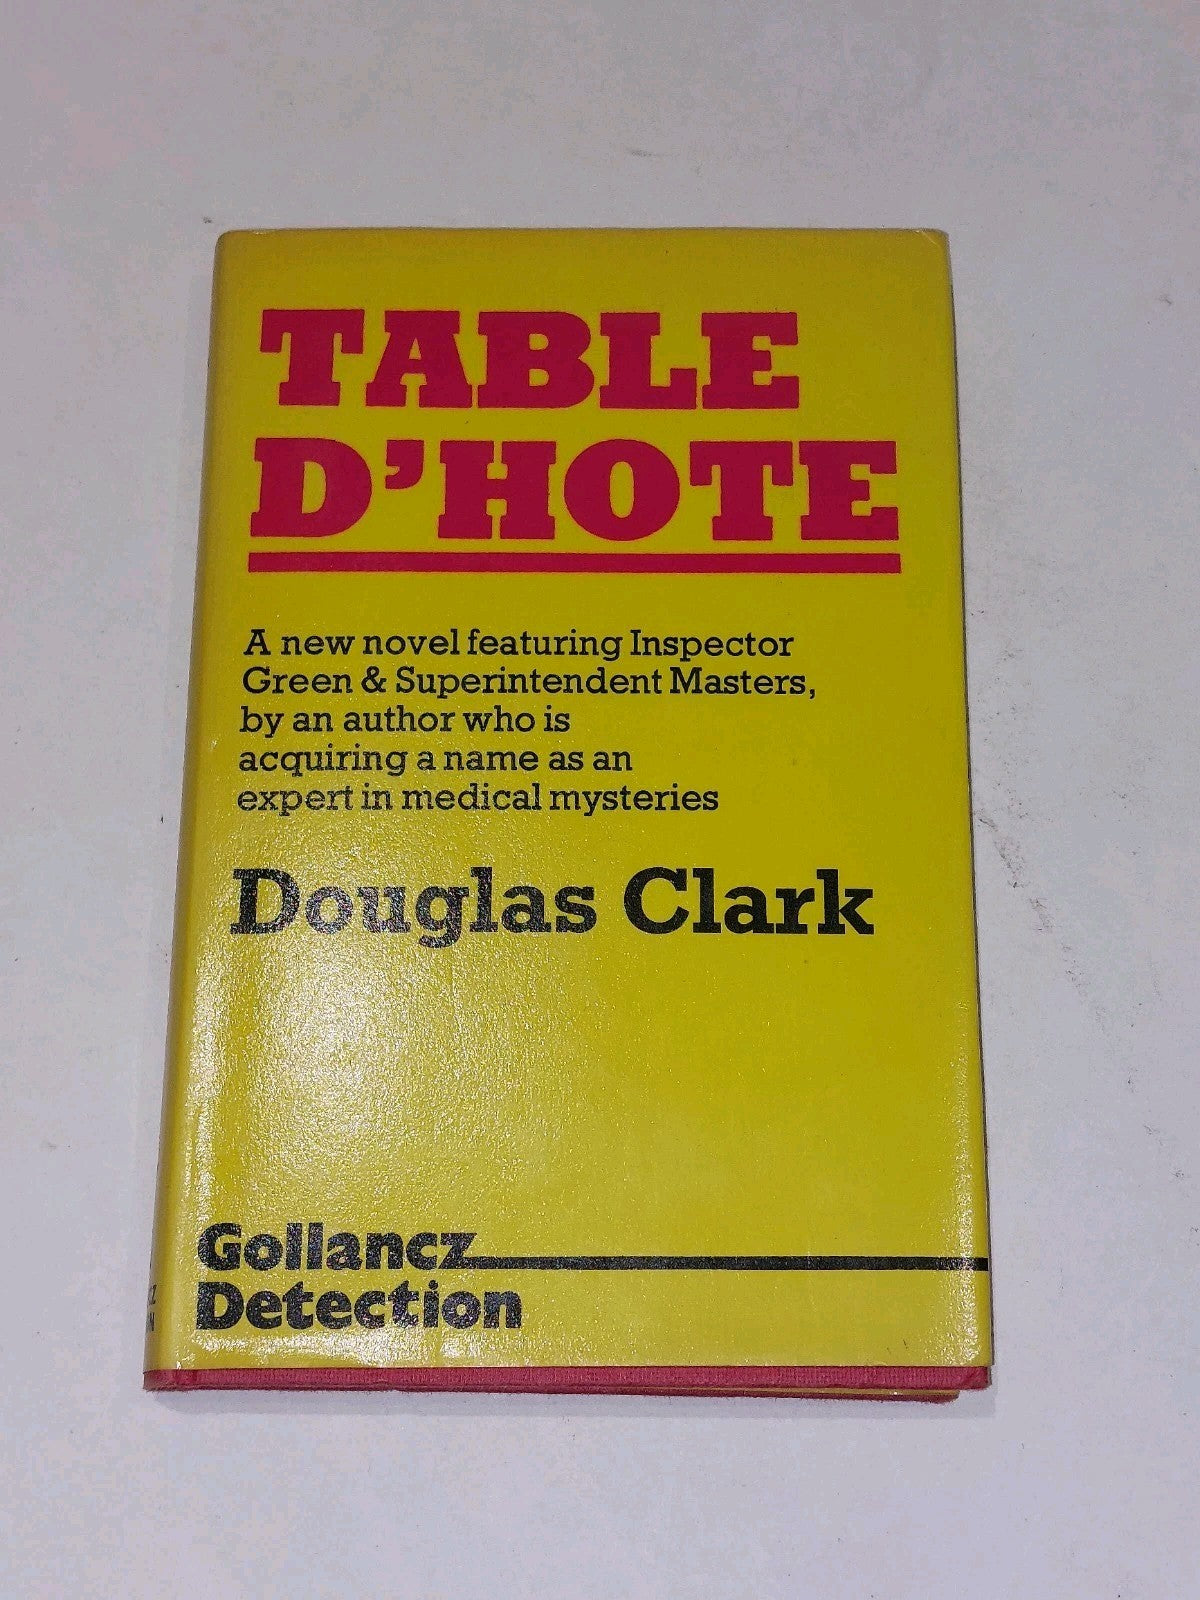 TABLE
D'HOTE
A new novel featuring Inspector
Green & Superintendent Masters,
by an author who is
acquiring a name as an
expert in medical mysteries
Douglas Clark
Gollancz
Detection
Z
N